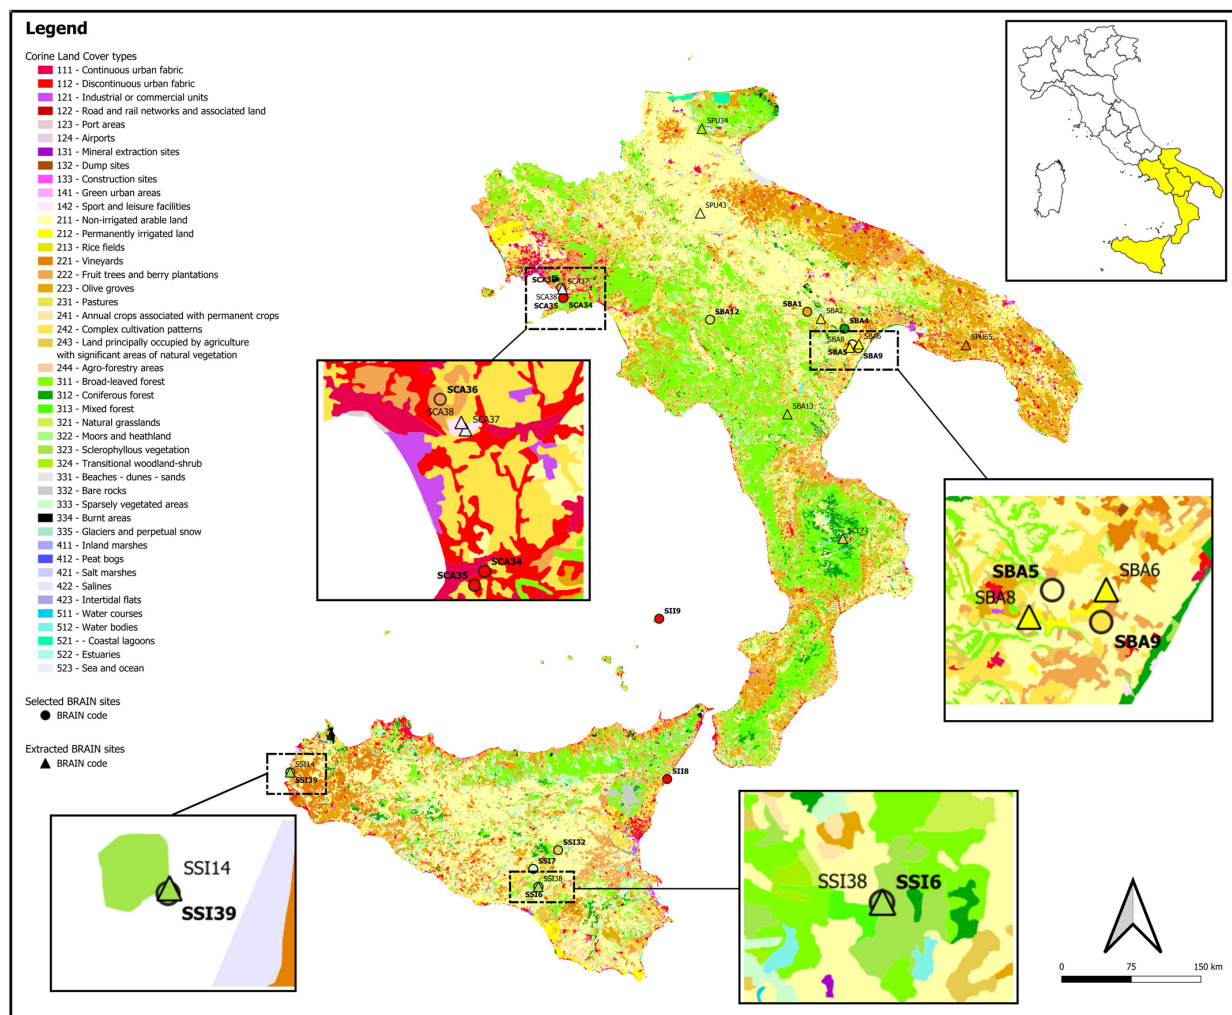 Legend
Corine Land Cover types
111 - Continuous urban fabric
112 - Discontinuous urban fabric
121 - Industrial or commercial units
122 - Road and rail networks and associated land
123 - Port areas
124 - Airports
131 - Mineral extraction sites
132 - Dump sites
133 - Construction sites
141 - Green urban areas
142 - Sport and leisure facilities
211 - Non-irrigated arable land
212 - Permanently irrigated land
213 - Rice fields
221 - Vineyards
222 - Fruit trees and berry plantations
223 - Olive groves
231 - Pastures
241 - Annual crops associated with permanent crops
242 - Complex cultivation patterns
243 - Land principally occupied by agriculture
with significant areas of natural vegetation
244 - Agro-forestry areas
311 - Broad-leaved forest
312 - Coniferous forest
313 - Mixed forest
321 - Natural grasslands
322 - Moors and heathland
323 - Sclerophyllous vegetation
324 - Transitional woodland-shrub
331 - Beaches - dunes - sands
332 - Bare rocks
333 - Sparsely vegetated areas
334 - Burnt areas
335 - Glaciers and perpetual snow
411 - Inland marshes
412 - Peat bogs
421 - Salt marshes
422 - Salines
423 - Intertidal flats
511 - Water courses
512 - Water bodies
521 - - Coastal lagoons
522 - Estuaries
523 - Sea and ocean
Selected BRAIN sites
BRAIN code
Extracted BRAIN sites
BRAIN code
SPU34
SPU43
SCA37
SCA38
SCA35 SCA34
SBA12
SBA1
SBA2
SBA4
SBA8 SBA6
SBA5 SBA9
SPU65
SBA13
SCA36
SCA38
SCA37
SCA34
SCA35
SBA5
SBA6
SBA8
SBA9
SII9
SII8
SSI14
SSI39
SSI32
SSI7
SSI38
SSI6
SSI14
SSI39
SSI38
SSI6
0 75 150 km